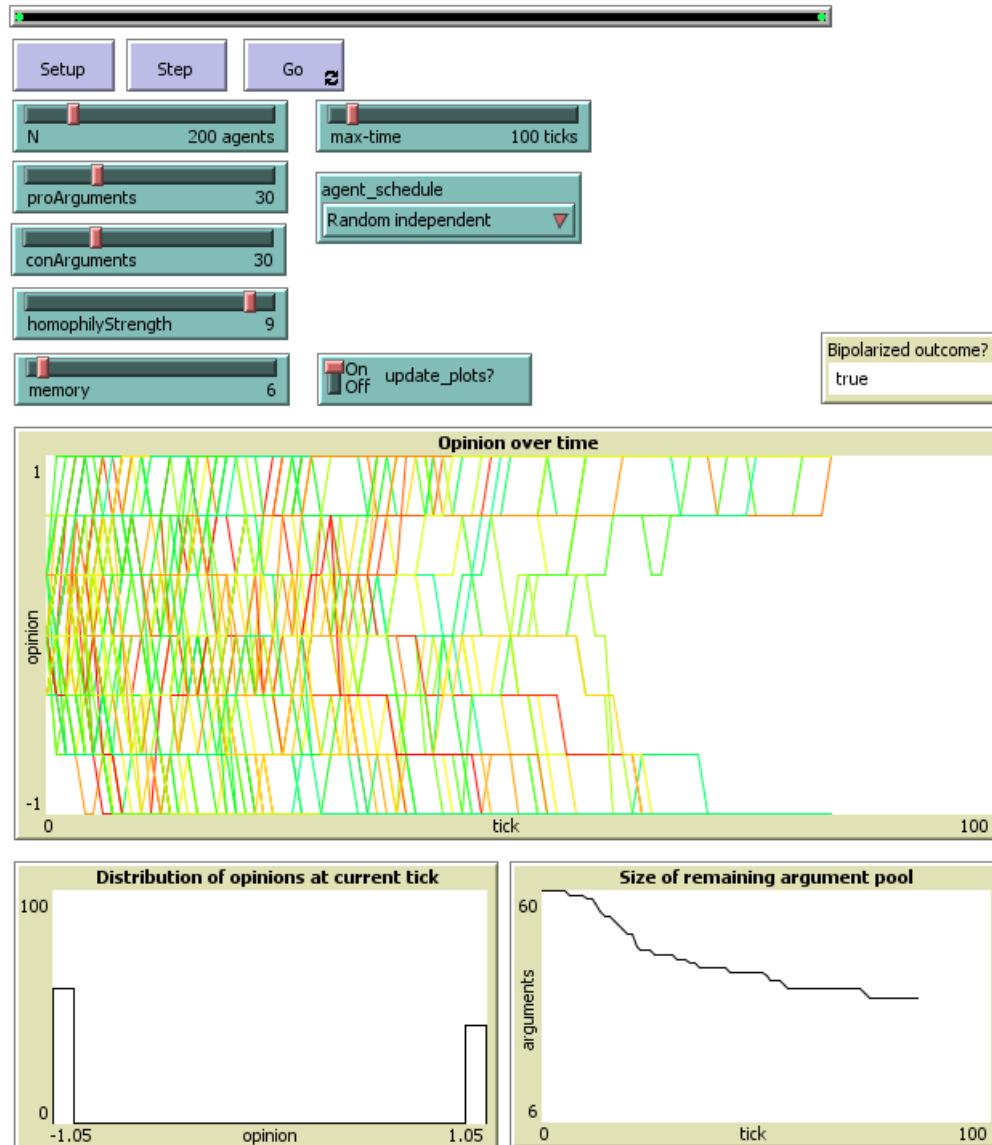 Setup
Step
Go
N 200 agents
max-time 100 ticks
proArguments 30
agent_schedule
Random independent
conArguments 30
homophilyStrength 9
memory 6
On
Off
update_plots?
Bipolarized outcome?
true
Opinion over time
1
opinion
-1
0 tick 100
Distribution of opinions at current tick
100
0
-1.05 opinion 1.05
Size of remaining argument pool
60
arguments
6
0 tick 100